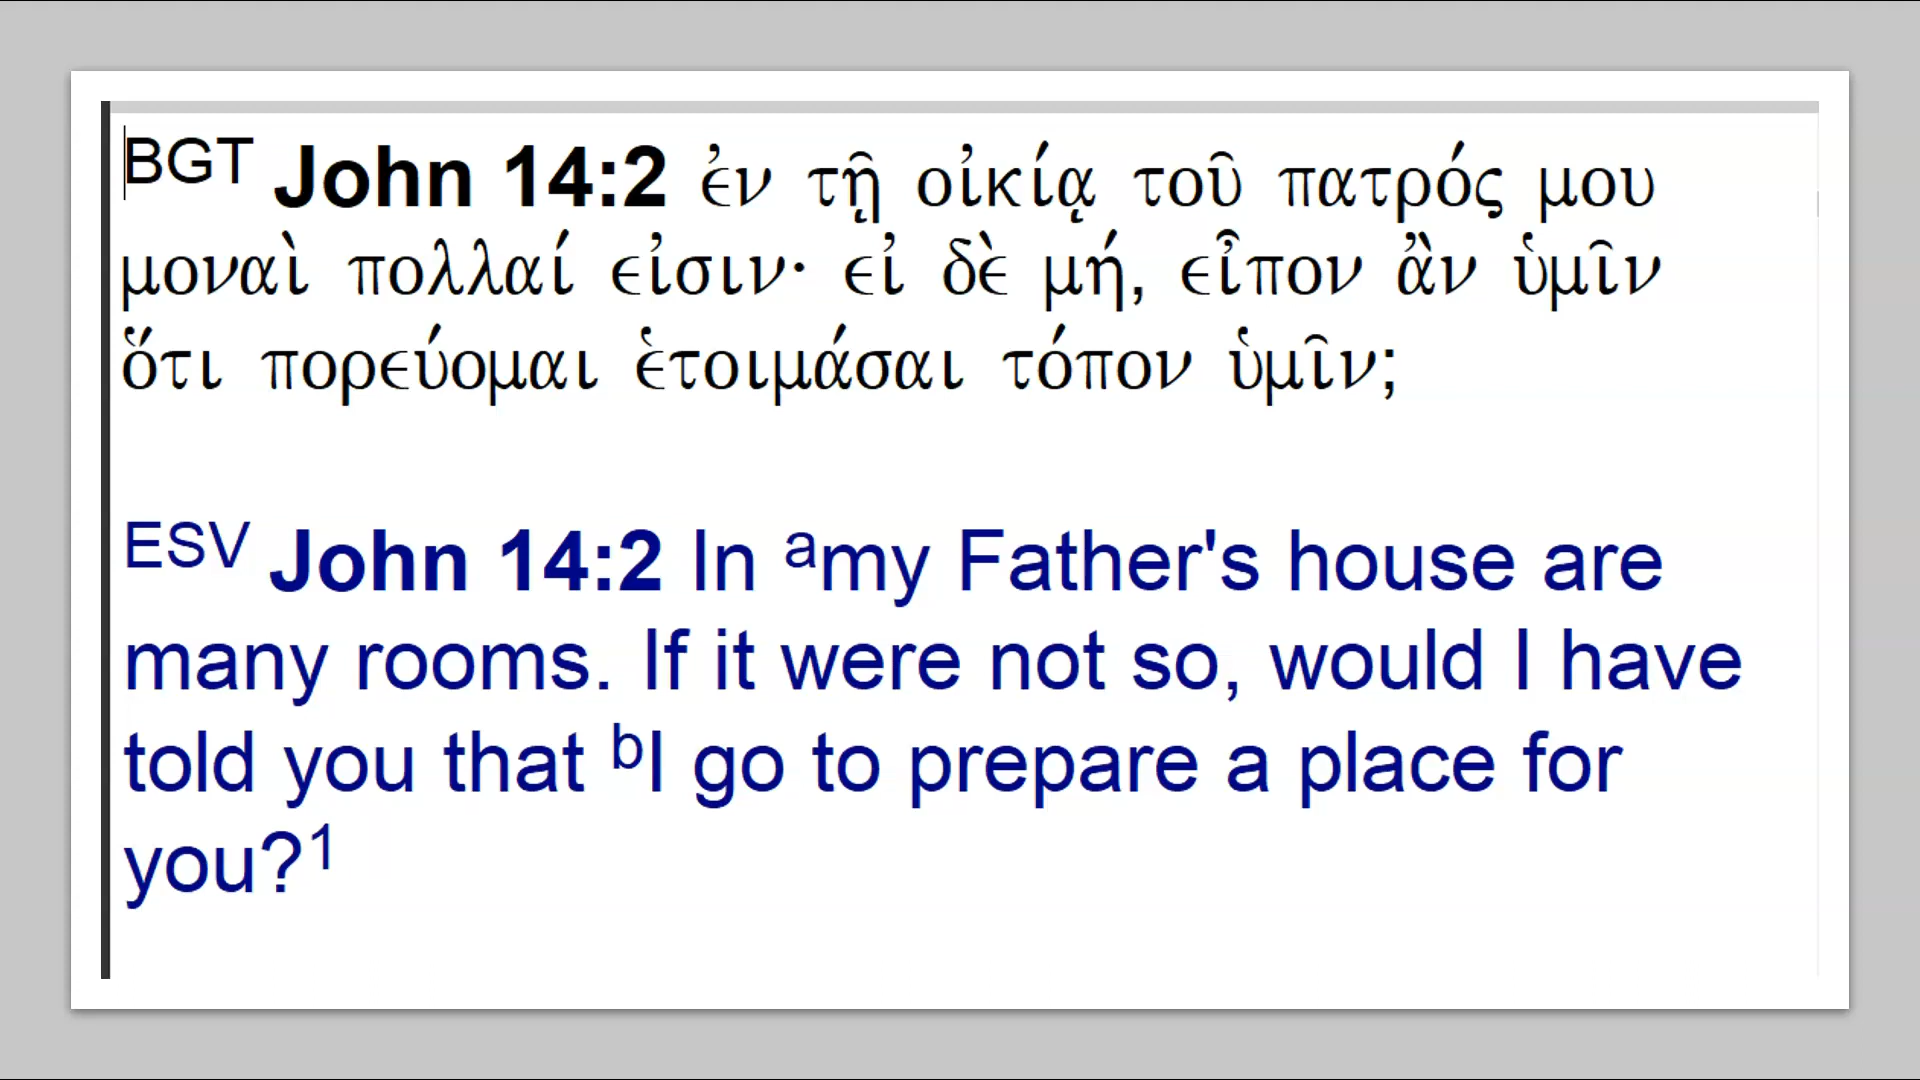 BGT John 14:2 ἐν τῇ οἰκίᾳ τοῦ πατρός μου
μοναὶ πολλαί εἰσιν· εἰ δὲ μή, εἶπον ἂν ὑμῖν
ὅτι πορεύομαι ἑτοιμάσαι τόπον ὑμῖν;
ESV John 14:2 In amy Father's house are
many rooms. If it were not so, would I have
told you that bI go to prepare a place for
you?1